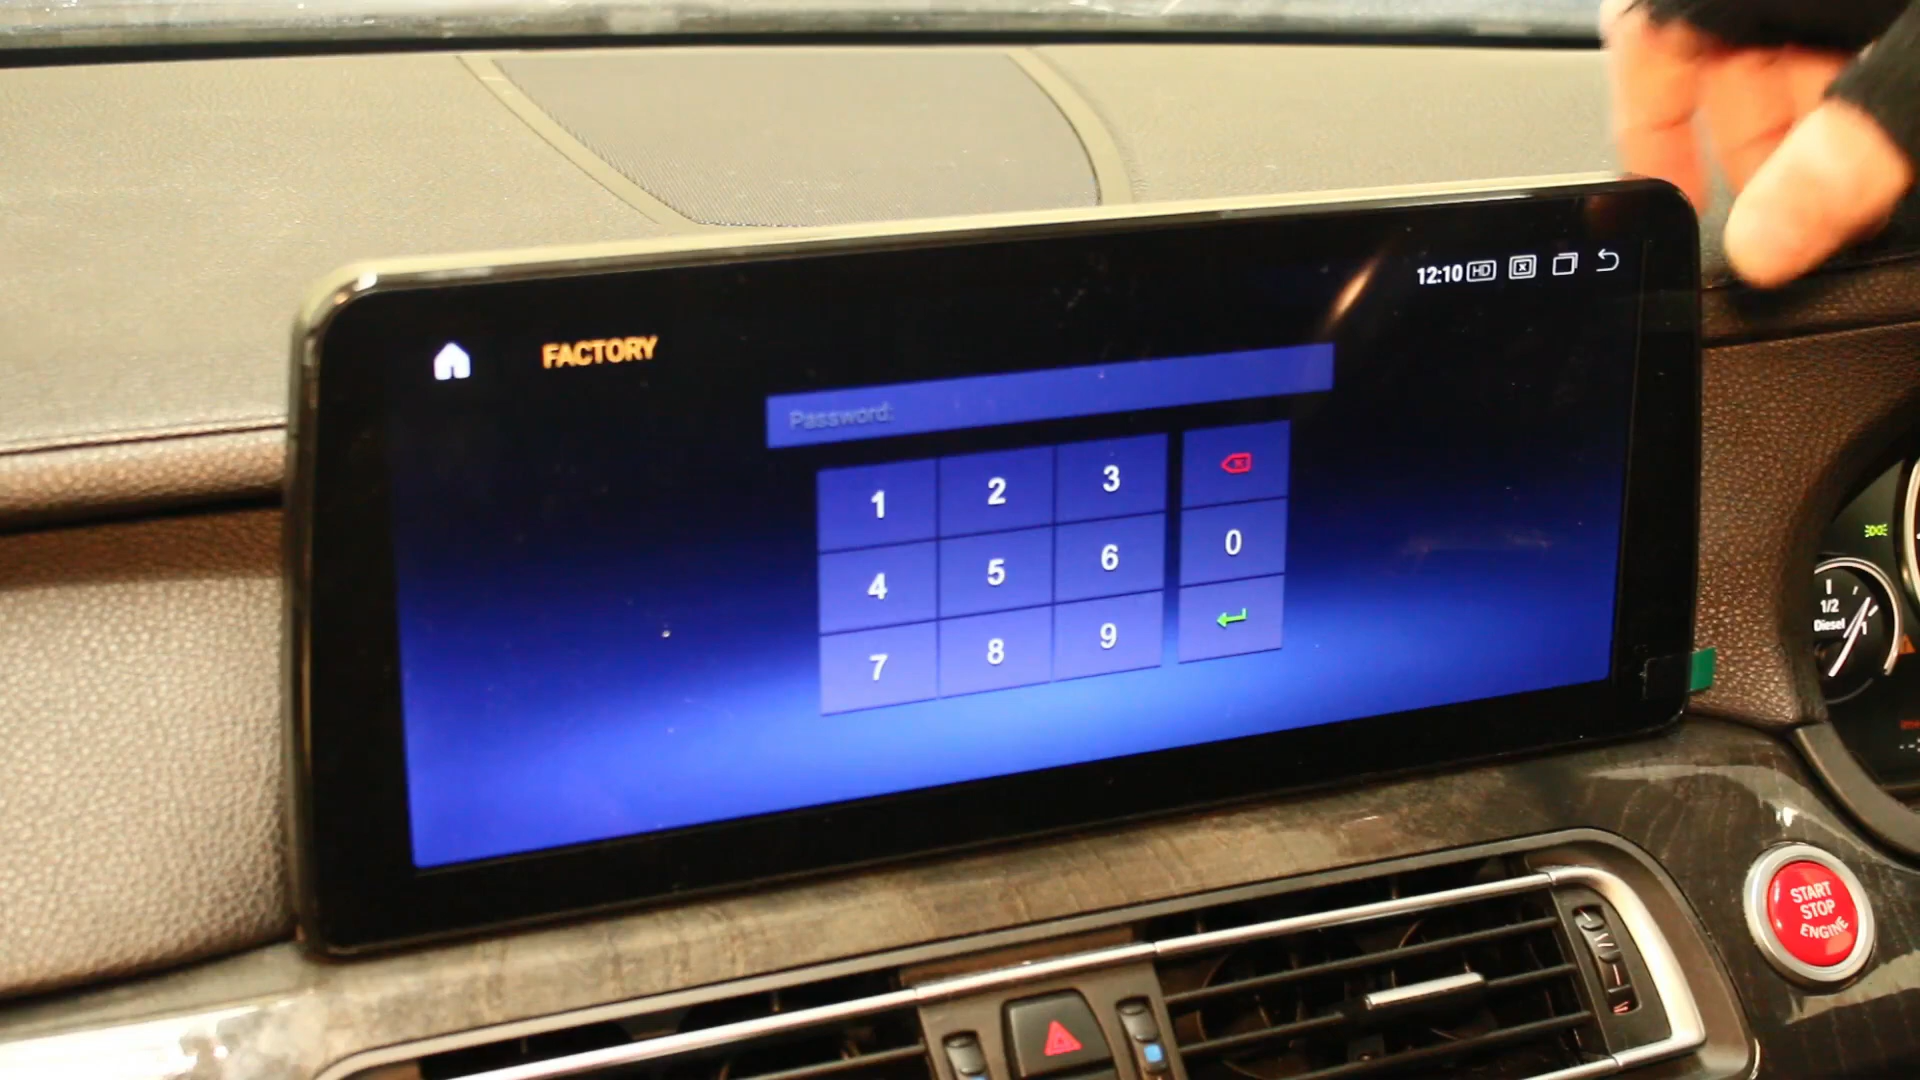 12:10 HD
FACTORY
Password:
1 2 3
4 5 6 0
7 8 9
1/2
Diesel
1
START
STOP
ENGINE